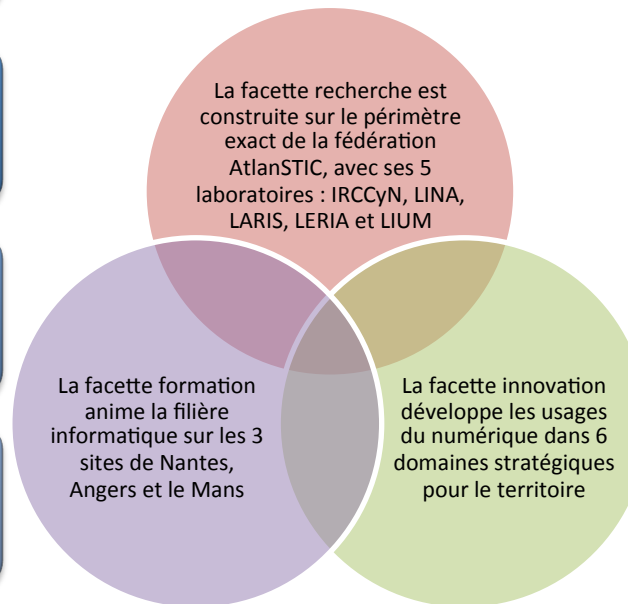 La facette recherche est
construite sur le périmètre
exact de la fédération
AtlanSTIC, avec ses 5
laboratoires : IRCCyN, LINA,
LARIS, LERIA et LIUM
La facette formation
anime la filière
informatique sur les 3
sites de Nantes,
Angers et le Mans
La facette innovation
développe les usages
du numérique dans 6
domaines stratégiques
pour le territoire